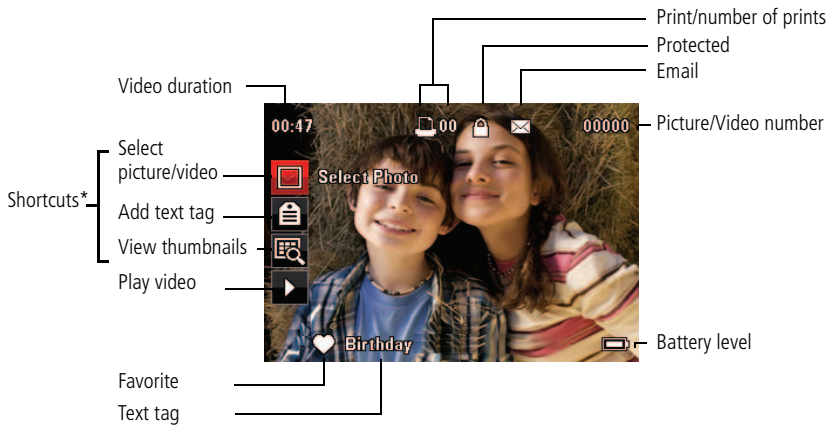 Print/number of prints
Protected
Email
Video duration
00:47
00
00000
Picture/Video number
Select
picture/video
Select Photo
Shortcuts*
Add text tag
View thumbnails
Play video
Birthday
Battery level
Favorite
Text tag